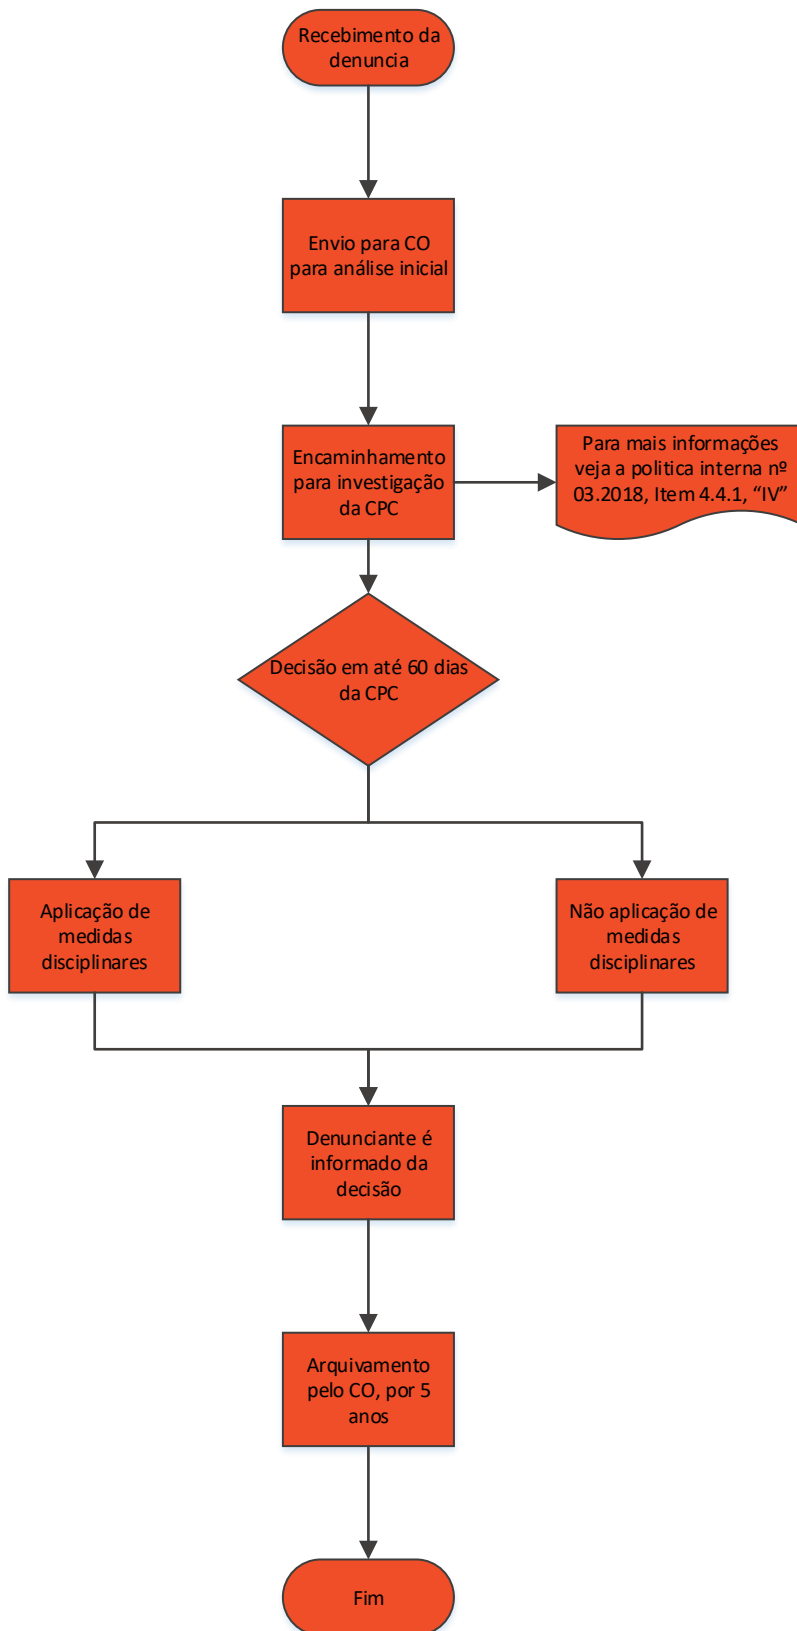 Recebimento da
denuncia
Envio para CO
para análise inicial
Encaminhamento
para investigação
da CPC
Para mais informações
veja a politica interna nº
03.2018, Item 4.4.1, “IV”
Decisão em até 60 dias
da CPC
Aplicação de
medidas
disciplinares
Não aplicação de
medidas
disciplinares
Denunciante é
informado da
decisão
Arquivamento
pelo CO, por 5
anos
Fim